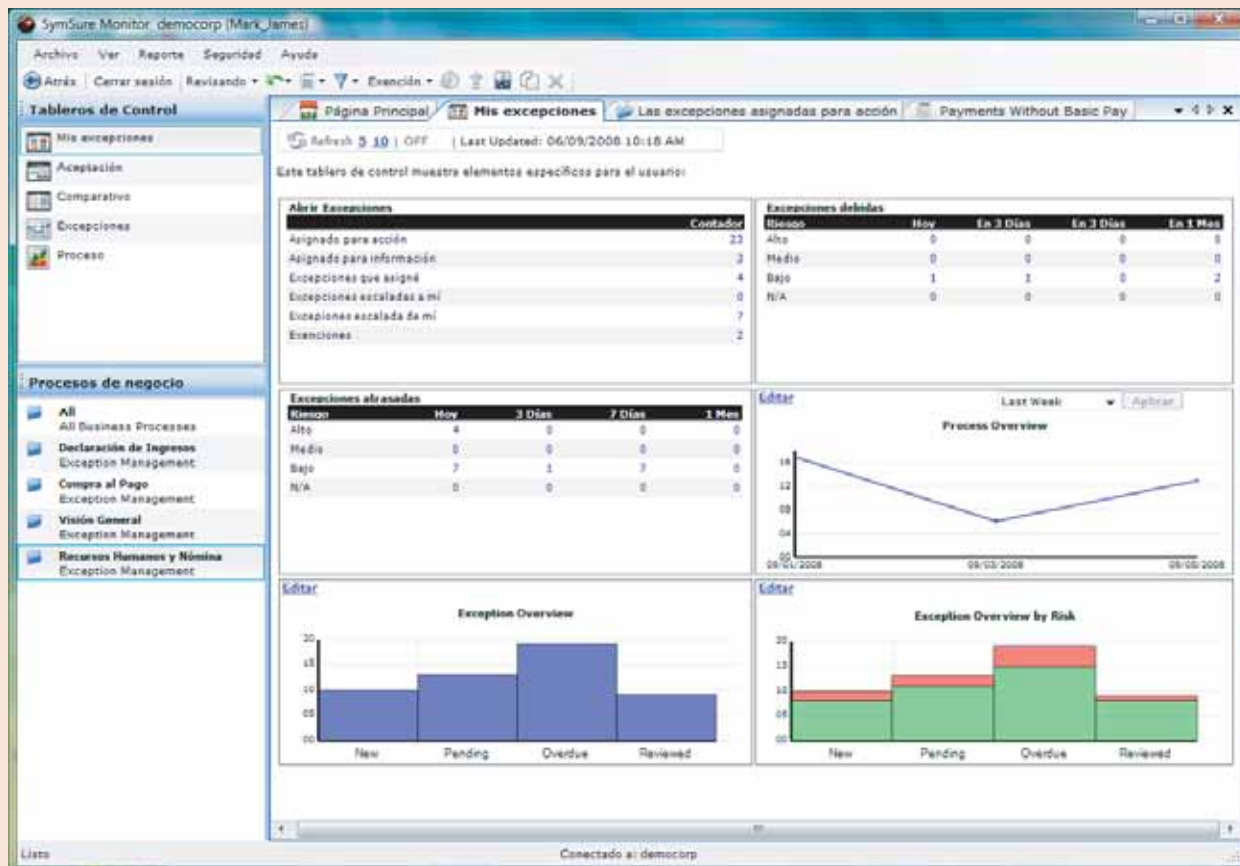 SymSure Monitor democorp (Mark_James)
Archivo Ver Reporte Seguridad Ayuda
Atrás Cerrar sesión Revisando Exención
Tableros de Control
Mis excepciones
Aceptación
Comparativo
Excepciones
Proceso
Procesos de negocio
All
All Business Processes
Declaración de Ingresos
Exception Management
Compra al Pago
Exception Management
Visión General
Exception Management
Recursos Humanos y Nómina
Exception Management
Página Principal Mis excepciones Las excepciones asignadas para acción Payments Without Basic Pay
Refresh 5 10 | OFF | Last Updated: 06/09/2008 10:18 AM
Este tablero de control muestra elementos específicos para el usuario:
Abrir Excepciones
Contador
Asignado para acción 23
Asignado para información 3
Excepciones que asigné 4
Excepciones escaladas a mí 0
Excepiones escalada de mí 7
Exenciones 2
Excepciones debidas
Riesgo Hoy En 3 Días En 3 Días En 1 Mes
Alto 0 0 0 0
Medio 0 0 0 0
Bajo 1 1 0 2
N/A 0 0 0 0
Excepciones atrasadas
Riesgo Hoy 3 Días 7 Días 1 Mes
Alto 4 0 0 0
Medio 0 0 0 0
Bajo 7 1 7 0
N/A 0 0 0 0
Editar Last Week Aplicar
Process Overview
16
12
08
04
00
09/01/2008 09/03/2008 09/05/2008
Editar
Exception Overview
20
15
10
05
00
New Pending Overdue Reviewed
Editar
Exception Overview by Risk
20
15
10
05
00
New Pending Overdue Reviewed
Listo Conectado a: democorp